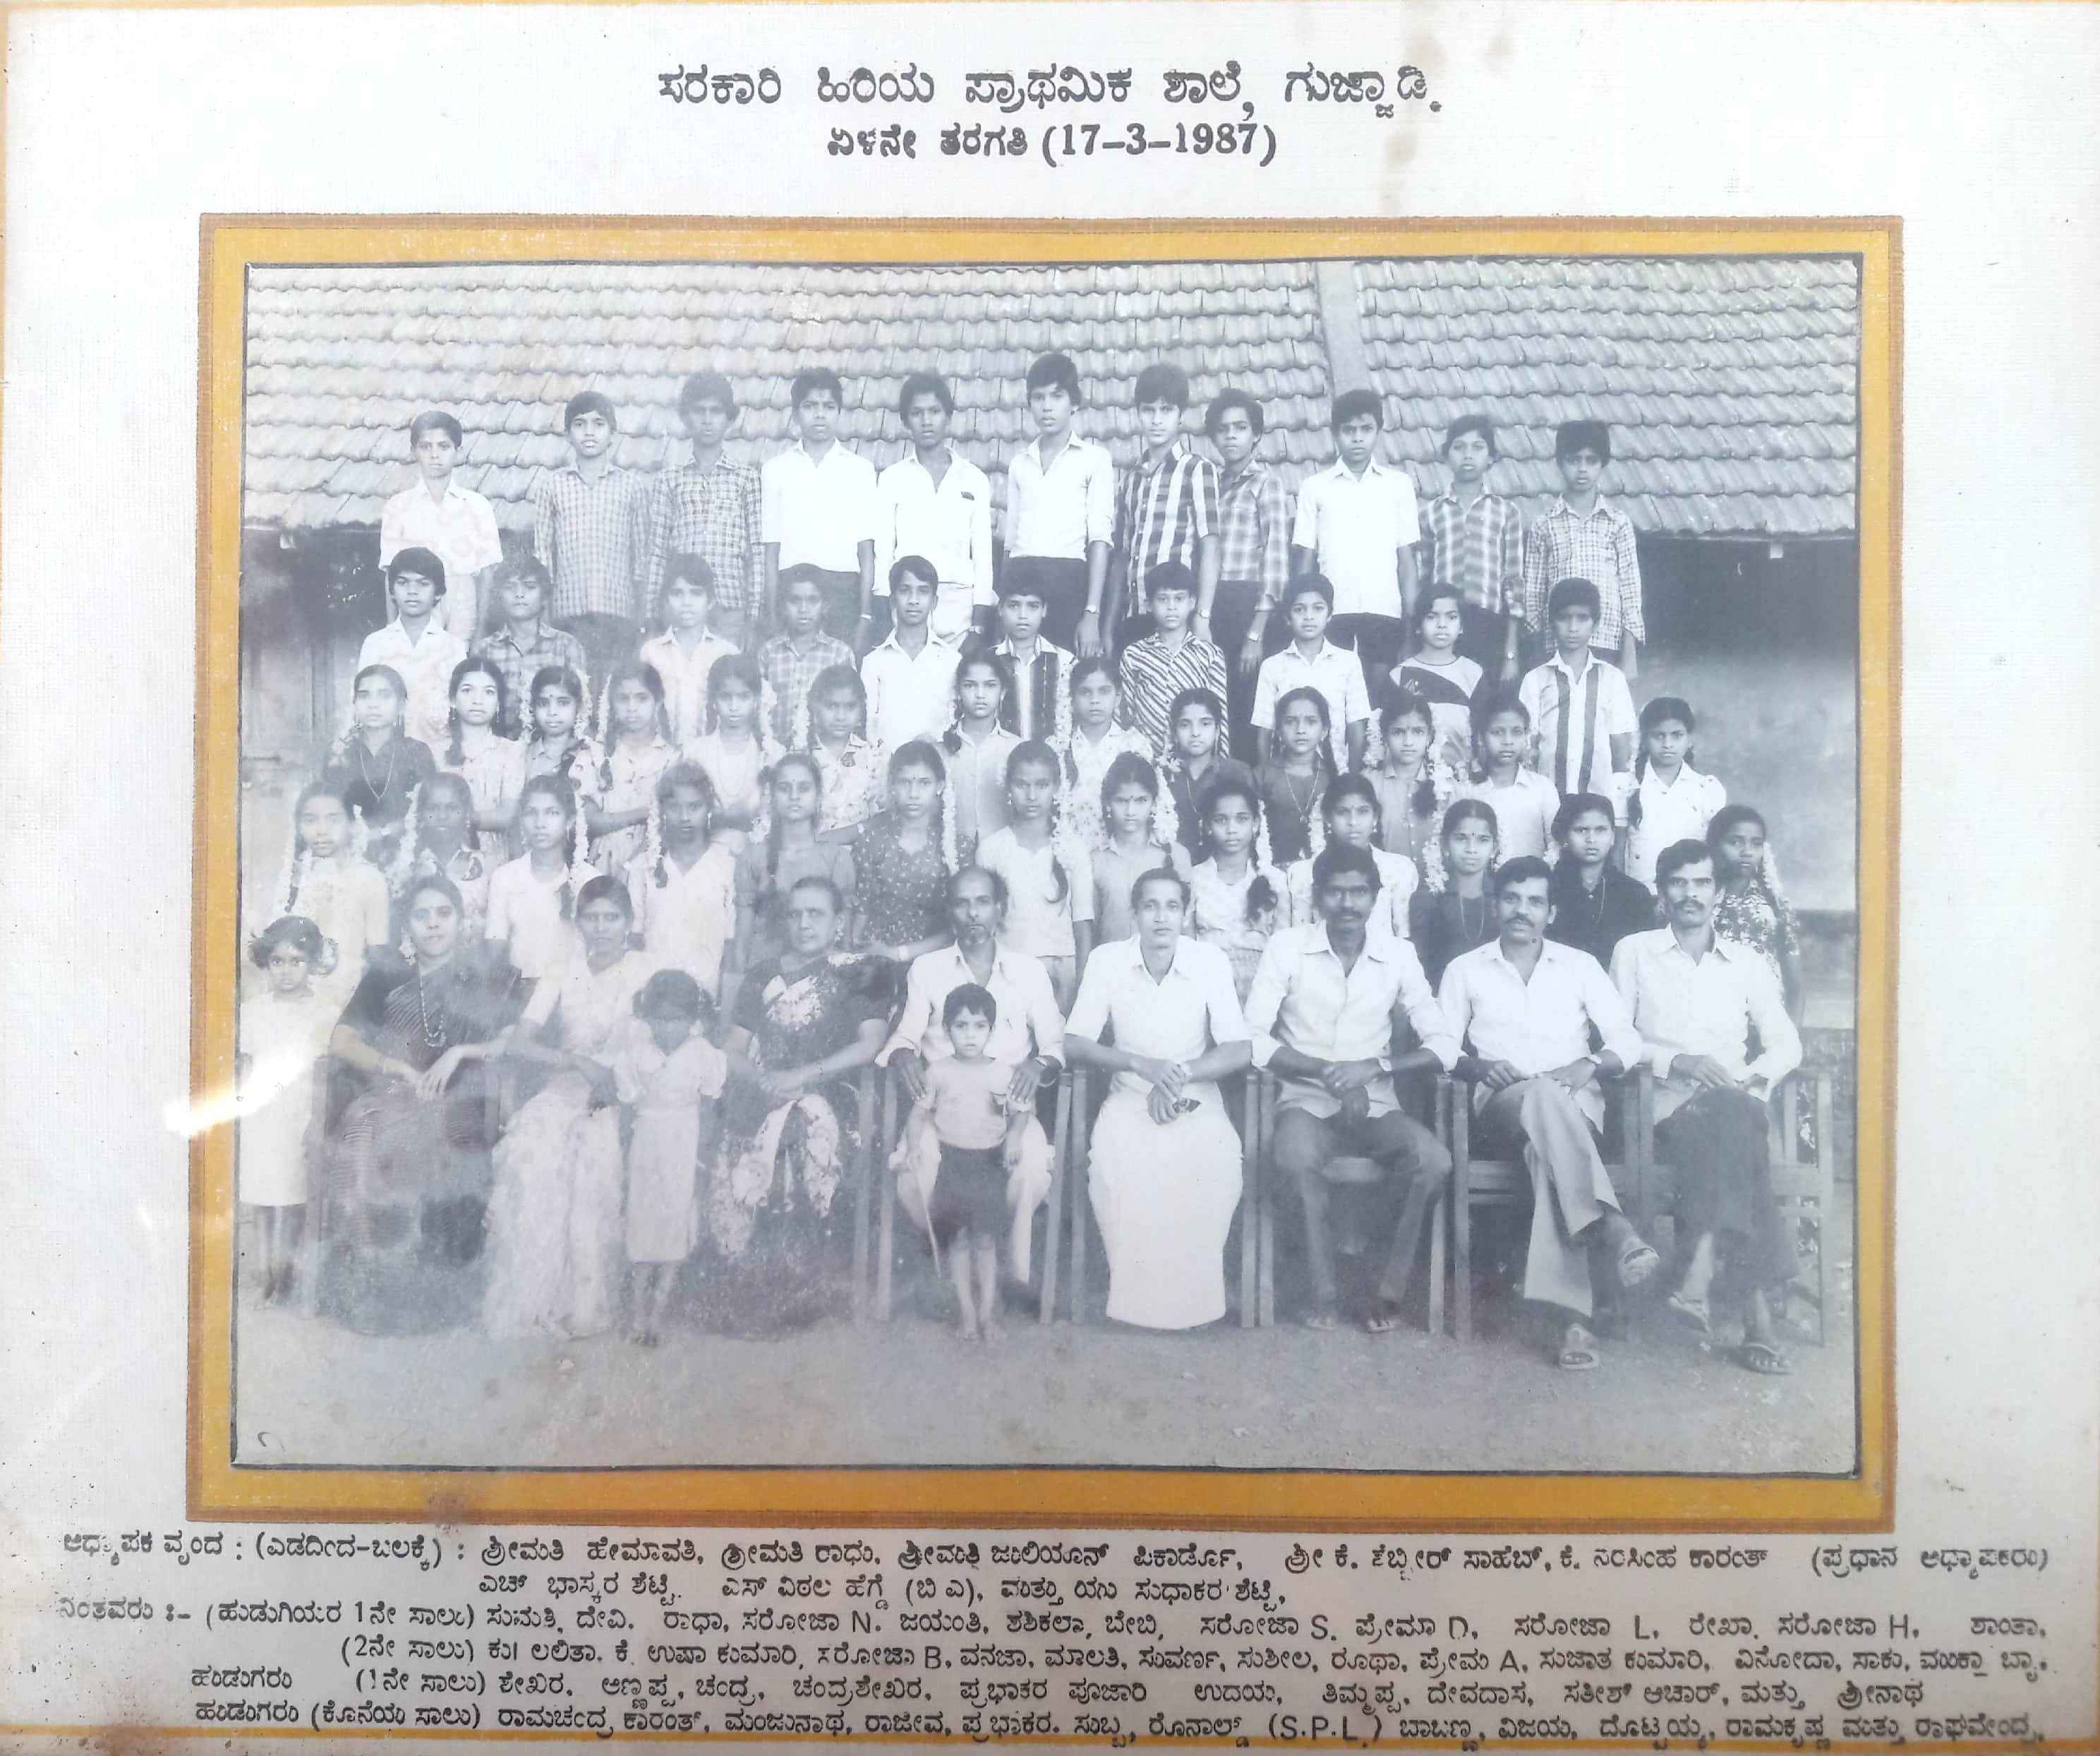 ಸರಕಾರಿ ಹಿರಿಯ ಪ್ರಾಥಮಿಕ ಶಾಲೆ, ಗುಜ್ಜಾಡಿ.
ಏಳನೇ ತರಗತಿ (17-3-1987)
ಅಧ್ಯಾಪಕ ವೃಂದ : (ಎಡದಿಂದ-ಬಲಕ್ಕೆ) : ಶ್ರೀಮತಿ ಹೇಮಾವತಿ, ಶ್ರೀಮತಿ ರಾಧು, ಶ್ರೀಮತಿ ಜುಲಿಯಾನ್ ಪಿಕಾರ್ಡೊ, ಶ್ರೀ ಕೆ. ಶಬ್ಬೀರ್ ಸಾಹೆಬ್, ಕೆ. ನರಸಿಂಹ ಕಾರಂತ್ (ಪ್ರಧಾನ ಅಧ್ಯಾಪಕರು)
ಎಚ್ ಭಾಸ್ಕರ ಶೆಟ್ಟಿ, ಎಸ್ ವಿಠಲ ಹೆಗ್ಡೆ (ಬಿ ಎ), ಮತ್ತು ಯು ಸುಧಾಕರ ಶೆಟ್ಟಿ,
ನಿಂತವರು :- (ಹುಡುಗಿಯರ 1ನೇ ಸಾಲು) ಸುಮತಿ, ದೇವಿ, ರಾಧಾ, ಸರೋಜಾ N. ಜಯಂತಿ, ಶಶಿಕಲಾ, ಬೇಬಿ, ಸರೋಜಾ S. ಪ್ರೇಮಾ D, ಸರೋಜಾ L, ರೇಖಾ, ಸರೋಜಾ H, ಶಾಂತಾ,
(2ನೇ ಸಾಲು) ಕು| ಲಲಿತಾ. ಕೆ. ಉಷಾ ಕುಮಾರಿ, ಸರೋಜಾ B, ವನಜಾ, ಮಾಲತಿ, ಸುವರ್ಣ, ಸುಶೀಲ, ರೂಥಾ, ಪ್ರೇಮ A, ಸುಜಾತ ಕುಮಾರಿ, ವಿನೋದಾ, ಸಾಕು,
ಹುಡುಗರು (1ನೇ ಸಾಲು) ಶೇಖರ, ಅಣ್ಣಪ್ಪ, ಚಂದ್ರ, ಚಂದ್ರಶೇಖರ, ಪ್ರಭಾಕರ ಪೂಜಾರಿ ಉದಯ, ತಿಮ್ಮಪ್ಪ, ದೇವದಾಸ, ಸತೀಶ್ ಆಚಾರ್, ಮತ್ತು ಶ್ರೀನಾಥ
ಹುಡುಗರು (ಕೊನೆಯ ಸಾಲು) ರಾಮಚಂದ್ರ ಕಾರಂತ್, ಮಂಜುನಾಥ, ರಾಜೀವ, ಪ್ರಭಾಕರ, ಸುಬ್ಬ, ರೊನಾಲ್ಡ್ (S.P.L.) ಬಾಬಣ್ಣ, ವಿಜಯ, ದೊಟ್ಟಯ್ಯ, ರಾಮಕೃಷ್ಣ ಮತ್ತು ರಾಘವೇಂದ್ರ,